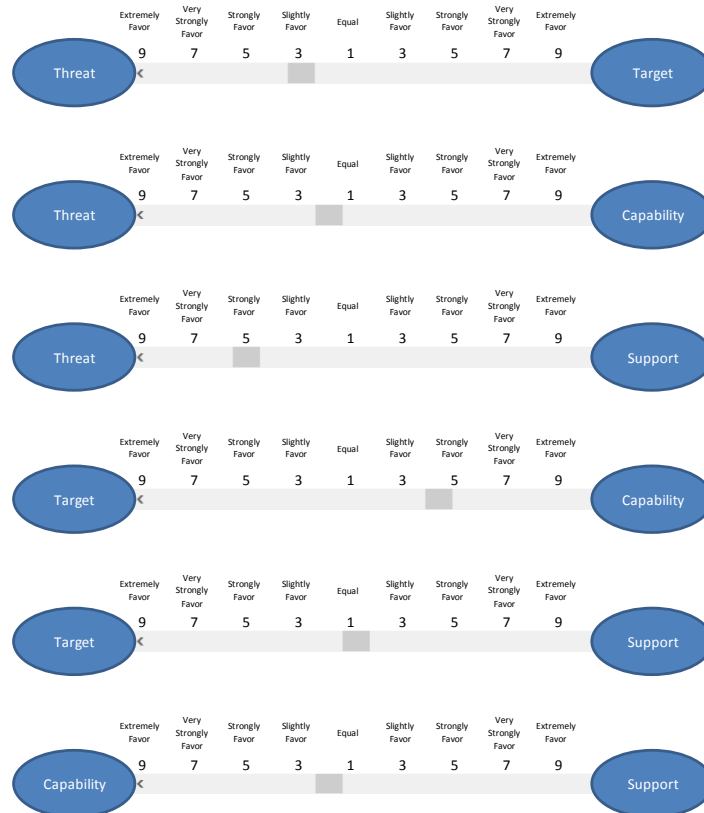 Extremely Favor Very Strongly Favor Strongly Favor Slightly Favor Equal Slightly Favor Strongly Favor Very Strongly Favor Extremely Favor
9 7 5 3 1 3 5 7 9
Threat Target
Extremely Favor Very Strongly Favor Strongly Favor Slightly Favor Equal Slightly Favor Strongly Favor Very Strongly Favor Extremely Favor
9 7 5 3 1 3 5 7 9
Threat Capability
Extremely Favor Very Strongly Favor Strongly Favor Slightly Favor Equal Slightly Favor Strongly Favor Very Strongly Favor Extremely Favor
9 7 5 3 1 3 5 7 9
Threat Support
Extremely Favor Very Strongly Favor Strongly Favor Slightly Favor Equal Slightly Favor Strongly Favor Very Strongly Favor Extremely Favor
9 7 5 3 1 3 5 7 9
Target Capability
Extremely Favor Very Strongly Favor Strongly Favor Slightly Favor Equal Slightly Favor Strongly Favor Very Strongly Favor Extremely Favor
9 7 5 3 1 3 5 7 9
Target Support
Extremely Favor Very Strongly Favor Strongly Favor Slightly Favor Equal Slightly Favor Strongly Favor Very Strongly Favor Extremely Favor
9 7 5 3 1 3 5 7 9
Capability Support